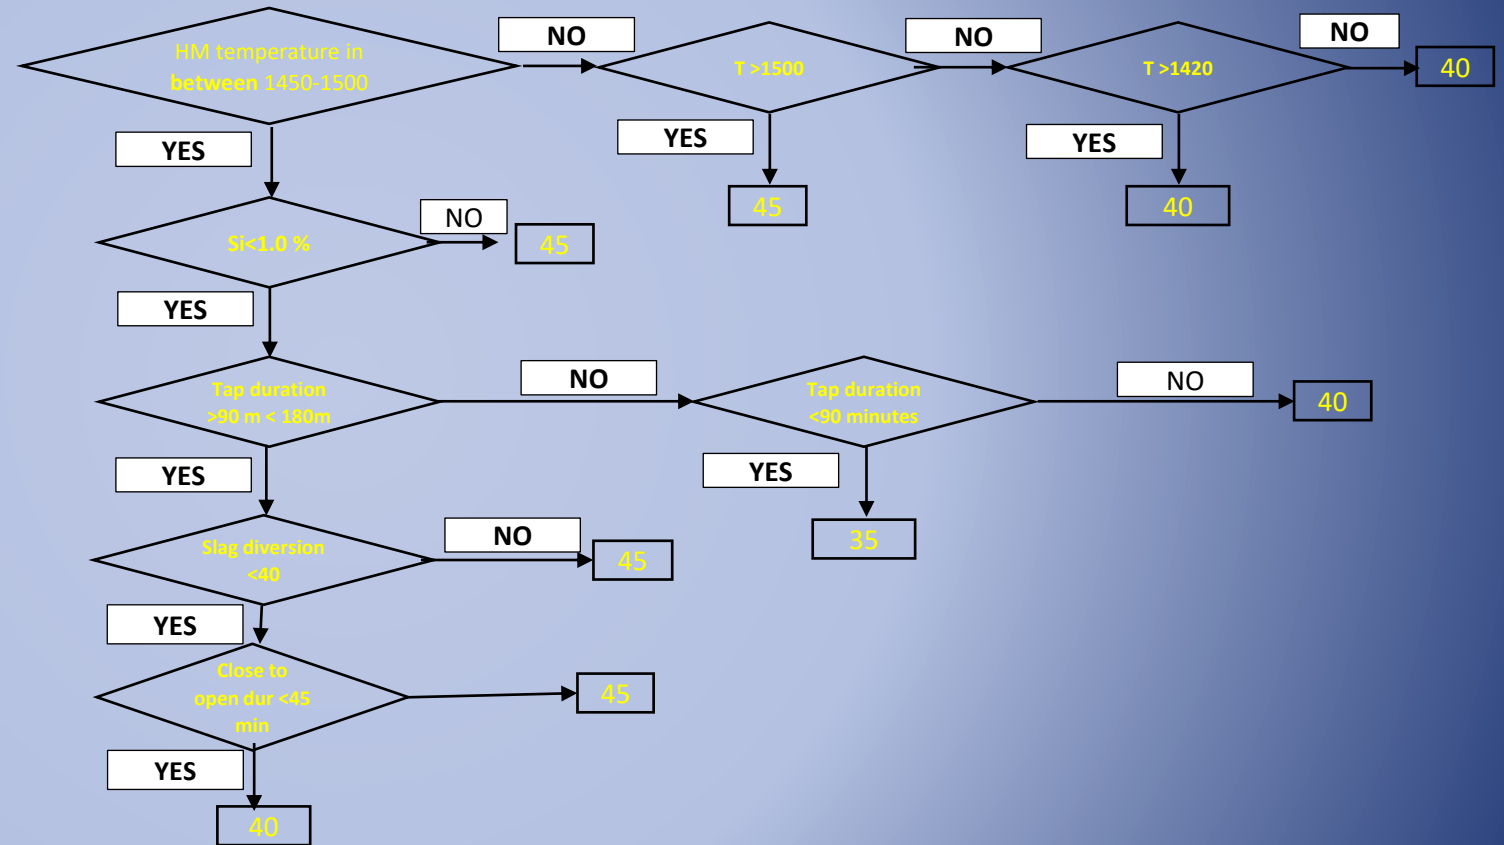 HM temperature in
between 1450-1500
NO
T >1500
NO
T >1420
NO
40
YES
YES
45
YES
40
Si<1.0 %
NO
45
YES
Tap duration
>90 m < 180m
NO
Tap duration
<90 minutes
NO
40
YES
YES
35
Slag diversion
<40
NO
45
YES
Close to
open dur <45
min
45
YES
40